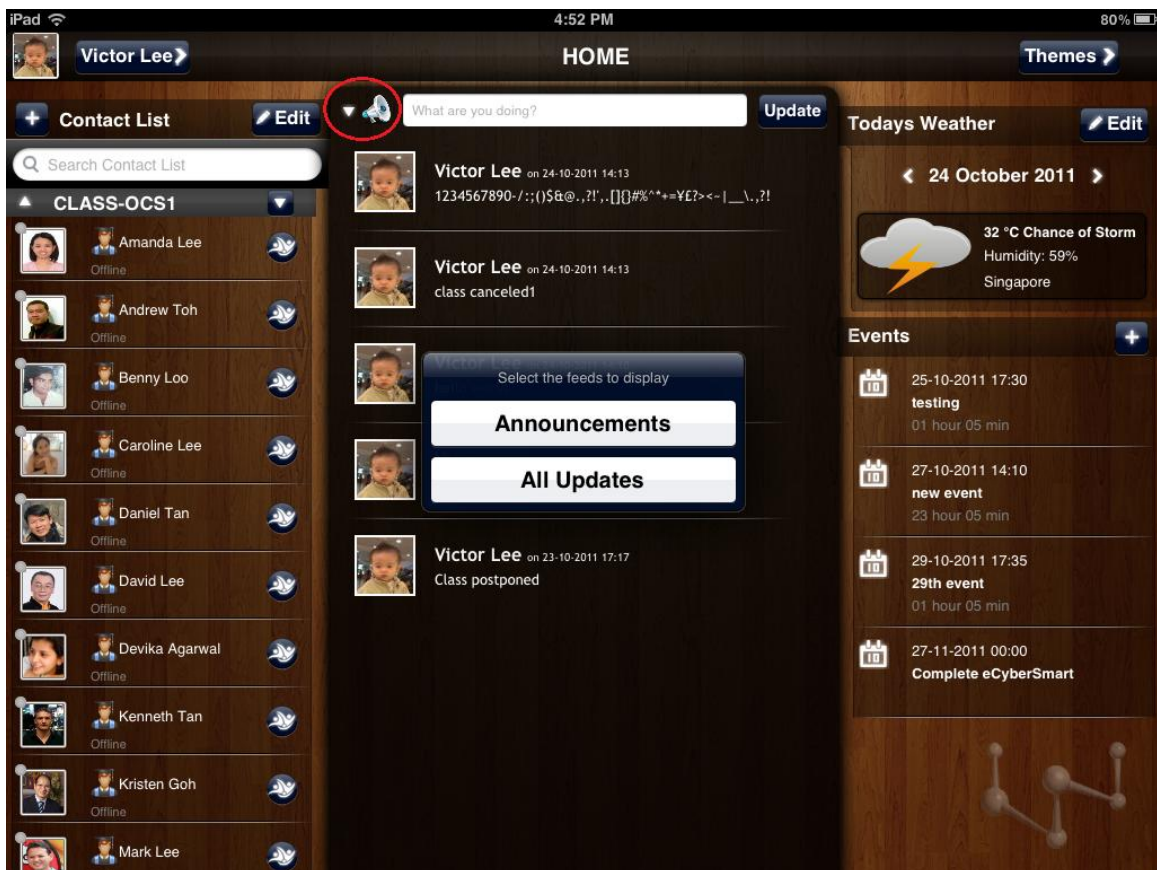 iPad
4:52 PM
80%
Victor Lee
HOME
Themes
+ Contact List
Edit
Search Contact List
CLASS-OCS1
Amanda Lee
Offline
Andrew Toh
Offline
Benny Loo
Offline
Caroline Lee
Offline
Daniel Tan
Offline
David Lee
Offline
Devika Agarwal
Offline
Kenneth Tan
Offline
Kristen Goh
Offline
Mark Lee
What are you doing?
Update
Victor Lee on 24-10-2011 14:13
1234567890-/:;()$&@.,?!',.[]{}#%^*+=¥£?><~|__\.,?!
Victor Lee on 24-10-2011 14:13
class canceled1
Victor Lee
Select the feeds to display
Announcements
All Updates
Victor Lee on 23-10-2011 17:17
Class postponed
Todays Weather
Edit
24 October 2011
32 °C Chance of Storm
Humidity: 59%
Singapore
Events
+
10
25-10-2011 17:30
testing
01 hour 05 min
10
27-10-2011 14:10
new event
23 hour 05 min
10
29-10-2011 17:35
29th event
01 hour 05 min
10
27-11-2011 00:00
Complete eCyberSmart